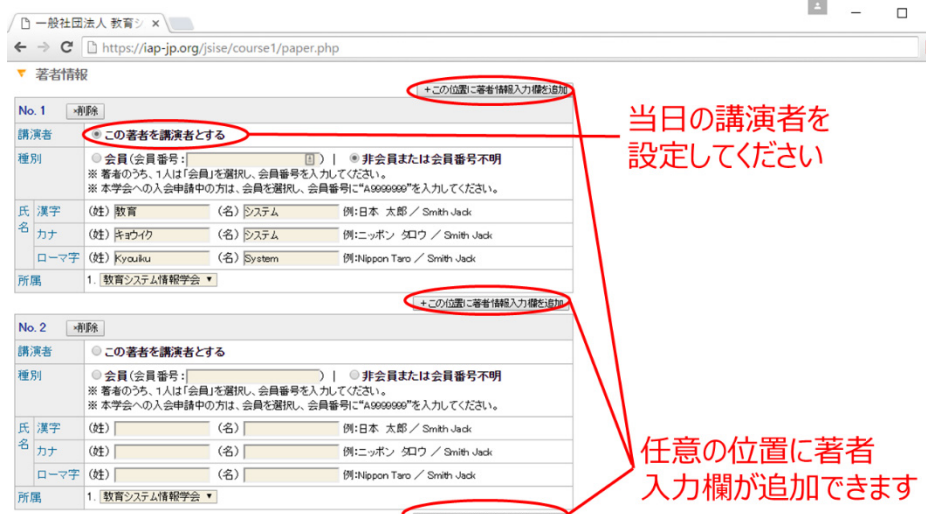 一般社団法人 教育シ ×
https://iap-jp.org/jsise/course1/paper.php
▼ 著者情報
+この位置に著者情報入力欄を追加
No. 1 ×削除
講演者 この著者を講演者とする
種別 会員(会員番号: ) | 非会員または会員番号不明
※ 著者のうち、1人は「会員」を選択し、会員番号を入力してください。
※ 本学会への入会申請中の方は、会員を選択し、会員番号に"A9999999"を入力してください。
氏名 漢字 (姓) 教育 (名) システム 例:日本 太郎 / Smith Jack
カナ (姓) キョウイク (名) システム 例:ニッポン タロウ / Smith Jack
ローマ字 (姓) Kyouiku (名) System 例:Nippon Taro / Smith Jack
所属 1. 教育システム情報学会 ▼
+この位置に著者情報入力欄を追加
No. 2 ×削除
講演者 この著者を講演者とする
種別 会員(会員番号: ) | 非会員または会員番号不明
※ 著者のうち、1人は「会員」を選択し、会員番号を入力してください。
※ 本学会への入会申請中の方は、会員を選択し、会員番号に"A9999999"を入力してください。
氏名 漢字 (姓) (名) 例:日本 太郎 / Smith Jack
カナ (姓) (名) 例:ニッポン タロウ / Smith Jack
ローマ字 (姓) (名) 例:Nippon Taro / Smith Jack
所属 1. 教育システム情報学会 ▼
当日の講演者を
設定してください
任意の位置に著者
入力欄が追加できます